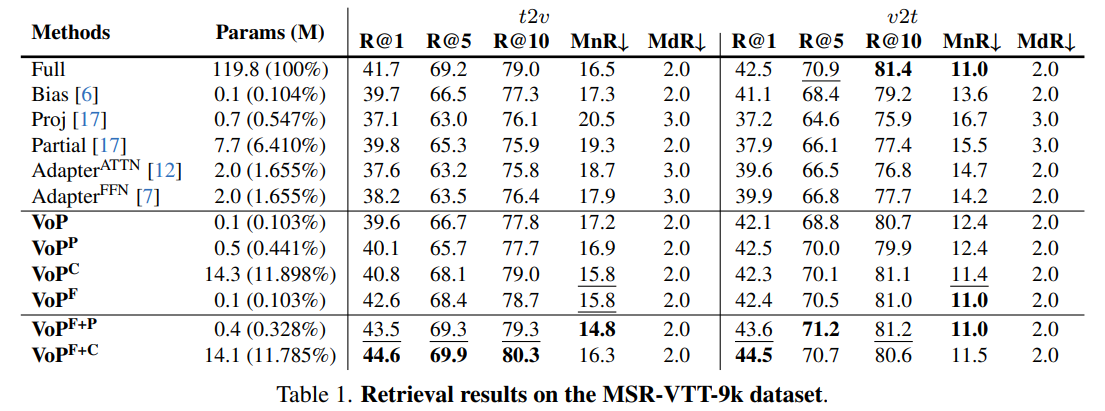 t2v v2t
Methods Params (M) R@1 R@5 R@10 MnR↓ MdR↓ R@1 R@5 R@10 MnR↓ MdR↓
Full 119.8 (100%) 41.7 69.2 79.0 16.5 2.0 42.5 70.9 81.4 11.0 2.0
Bias [6] 0.1 (0.104%) 39.7 66.5 77.3 17.3 2.0 41.1 68.4 79.2 13.6 2.0
Proj [17] 0.7 (0.547%) 37.1 63.0 76.1 20.5 3.0 37.2 64.6 75.9 16.7 3.0
Partial [17] 7.7 (6.410%) 39.8 65.3 75.9 19.3 2.0 37.9 66.1 77.4 15.5 3.0
Adapter^ATTN [12] 2.0 (1.655%) 37.6 63.2 75.8 18.7 3.0 39.6 66.5 76.8 14.7 2.0
Adapter^FFN [7] 2.0 (1.655%) 38.2 63.5 76.4 17.9 3.0 39.9 66.8 77.7 14.2 2.0
VoP 0.1 (0.103%) 39.6 66.7 77.8 17.2 2.0 42.1 68.8 80.7 12.4 2.0
VoP^P 0.5 (0.441%) 40.1 65.7 77.7 16.9 2.0 42.5 70.0 79.9 12.4 2.0
VoP^C 14.3 (11.898%) 40.8 68.1 79.0 15.8 2.0 42.3 70.1 81.1 11.4 2.0
VoP^F 0.1 (0.103%) 42.6 68.4 78.7 15.8 2.0 42.4 70.5 81.0 11.0 2.0
VoP^F+P 0.4 (0.328%) 43.5 69.3 79.3 14.8 2.0 43.6 71.2 81.2 11.0 2.0
VoP^F+C 14.1 (11.785%) 44.6 69.9 80.3 16.3 2.0 44.5 70.7 80.6 11.5 2.0
Table 1. Retrieval results on the MSR-VTT-9k dataset.